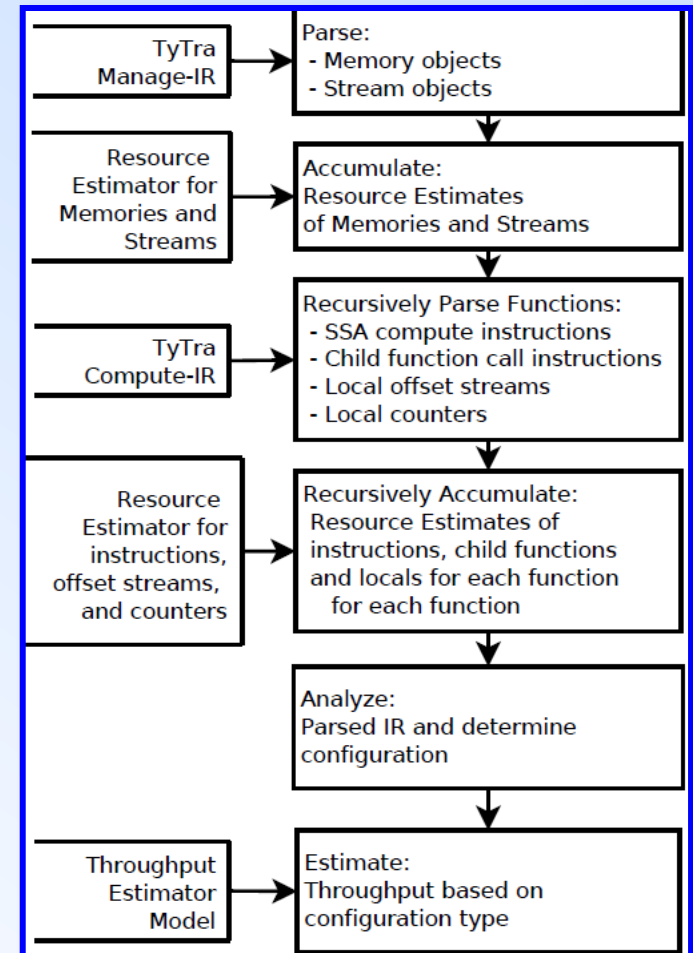 TyTra
Manage-IR
Parse:
- Memory objects
- Stream objects
Resource
Estimator for
Memories and
Streams
Accumulate:
Resource Estimates
of Memories and Streams
TyTra
Compute-IR
Recursively Parse Functions:
- SSA compute instructions
- Child function call instructions
- Local offset streams
- Local counters
Resource
Estimator for
instructions,
offset streams,
and counters
Recursively Accumulate:
Resource Estimates of
instructions, child functions
and locals for each function
for each function
Analyze:
Parsed IR and determine
configuration
Throughput
Estimator
Model
Estimate:
Throughput based on
configuration type